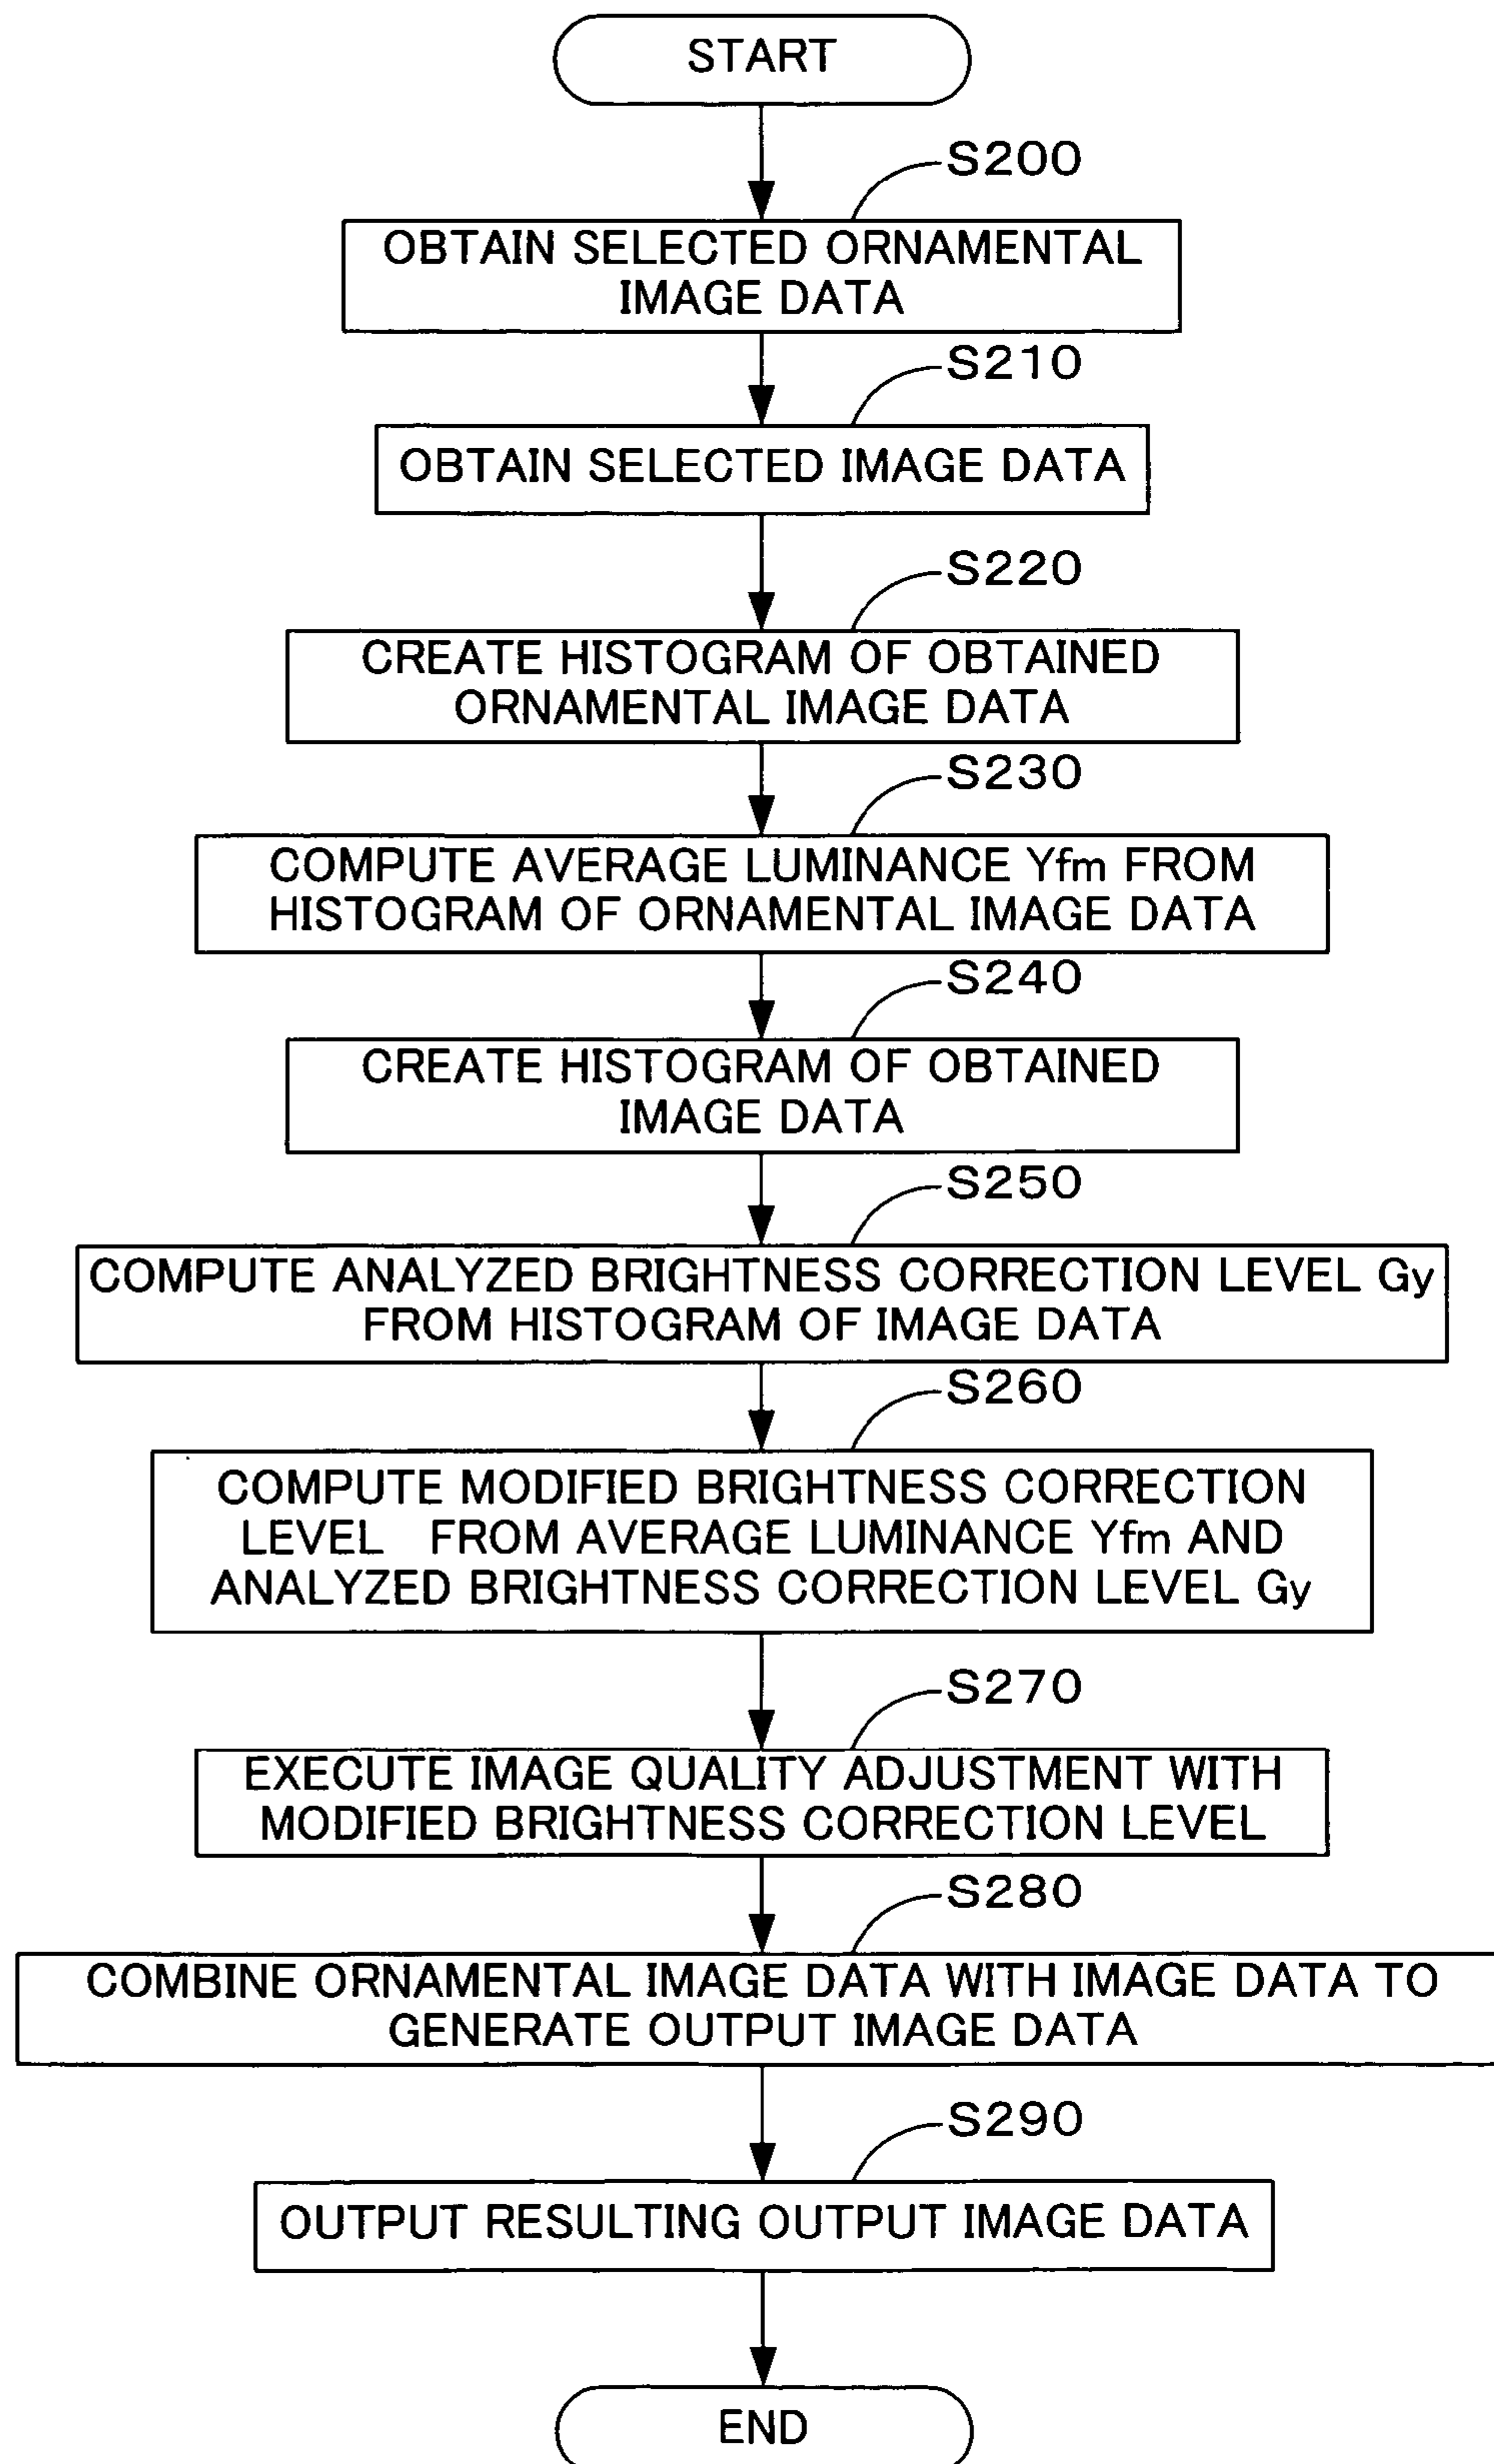 START
S200
OBTAIN SELECTED ORNAMENTAL
IMAGE DATA
S210
OBTAIN SELECTED IMAGE DATA
S220
CREATE HISTOGRAM OF OBTAINED
ORNAMENTAL IMAGE DATA
S230
COMPUTE AVERAGE LUMINANCE Yfm FROM
HISTOGRAM OF ORNAMENTAL IMAGE DATA
S240
CREATE HISTOGRAM OF OBTAINED
IMAGE DATA
S250
COMPUTE ANALYZED BRIGHTNESS CORRECTION LEVEL Gy
FROM HISTOGRAM OF IMAGE DATA
S260
COMPUTE MODIFIED BRIGHTNESS CORRECTION
LEVEL FROM AVERAGE LUMINANCE Yfm AND
ANALYZED BRIGHTNESS CORRECTION LEVEL Gy
S270
EXECUTE IMAGE QUALITY ADJUSTMENT WITH
MODIFIED BRIGHTNESS CORRECTION LEVEL
S280
COMBINE ORNAMENTAL IMAGE DATA WITH IMAGE DATA TO
GENERATE OUTPUT IMAGE DATA
S290
OUTPUT RESULTING OUTPUT IMAGE DATA
END